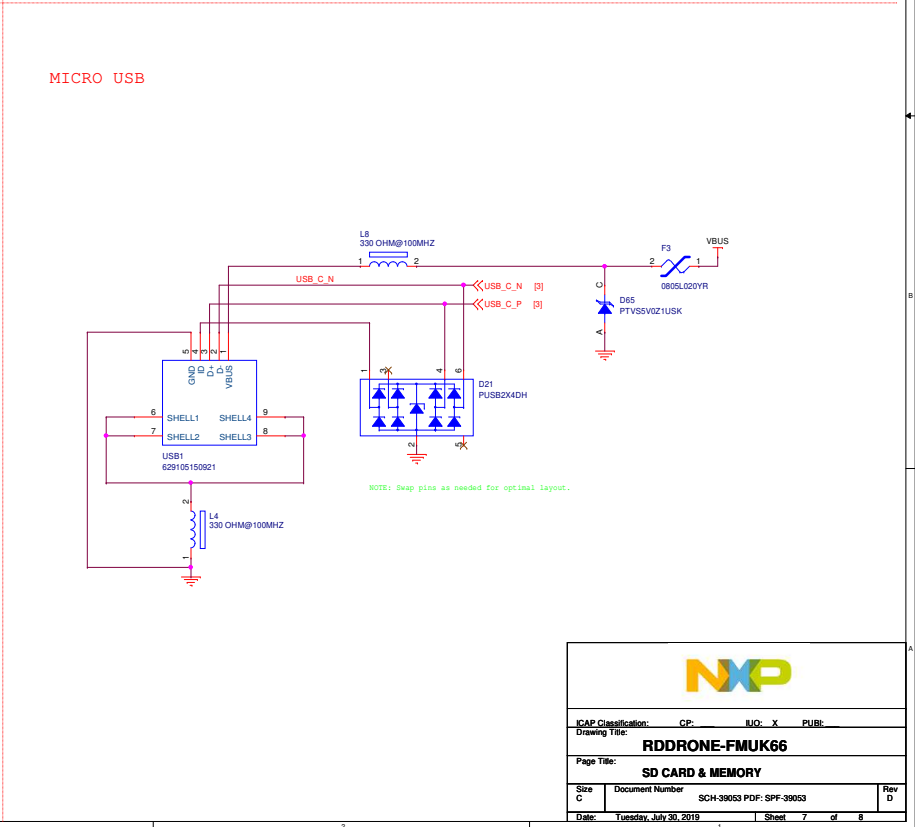 MICRO USB
L8
330 OHM@100MHZ
1 2
F3
VBUS
2 1
0805L020YR
USB_C_N
USB_C_N [3]
USB_C_P [3]
C
D65
PTVS5V0Z1USK
A
5 4 3 2 1
GND ID D+ D- VBUS
1 3 4 6
D21
PUSB2X4DH
2 5
6 SHELL1 SHELL4 9
7 SHELL2 SHELL3 8
USB1
629105150921
NOTE: Swap pins as needed for optimal layout.
2
L4
330 OHM@100MHZ
1
B
A
NXP
ICAP Classification: CP: ___ IUO: X PUBI: ___
Drawing Title:
RDDRONE-FMUK66
Page Title:
SD CARD & MEMORY
Size Document Number Rev
C SCH-39053 PDF: SPF-39053 D
Date: Tuesday, July 30, 2019 Sheet 7 of 8